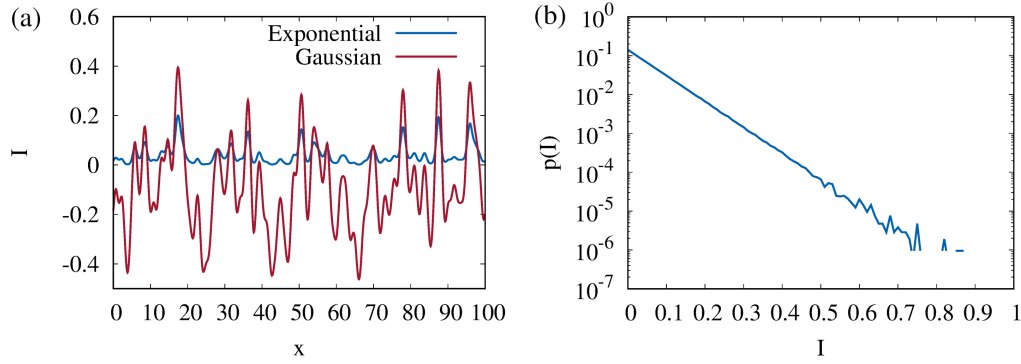 (a)
0.6
0.4
0.2
0
-0.2
-0.4
I
Exponential
Gaussian
0 10 20 30 40 50 60 70 80 90 100
x
(b)
10^0
10^-1
10^-2
10^-3
10^-4
10^-5
10^-6
10^-7
p(I)
0 0.1 0.2 0.3 0.4 0.5 0.6 0.7 0.8 0.9 1
I